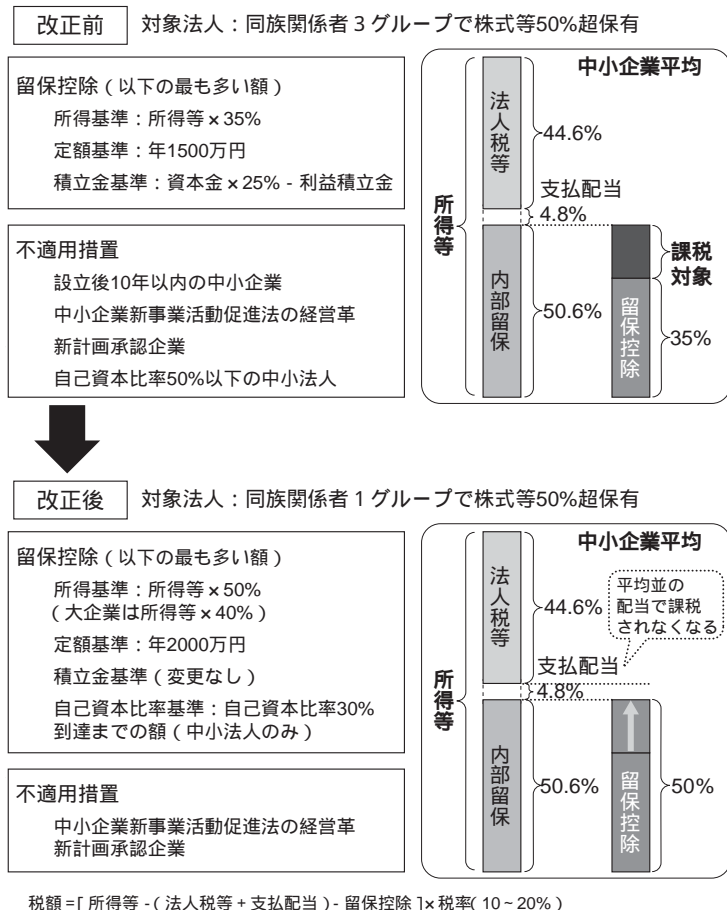 改正前 対象法人：同族関係者３グループで株式等50%超保有
留保控除（以下の最も多い額）
所得基準：所得等×35%
定額基準：年1500万円
積立金基準：資本金×25% - 利益積立金
不適用措置
設立後10年以内の中小企業
中小企業新事業活動促進法の経営革
新計画承認企業
自己資本比率50%以下の中小法人
中小企業平均
所得等
法人税等
44.6%
支払配当
4.8%
内部留保
50.6%
課税
対象
留保控除
35%
改正後 対象法人：同族関係者１グループで株式等50%超保有
留保控除（以下の最も多い額）
所得基準：所得等×50%
（大企業は所得等×40%）
定額基準：年2000万円
積立金基準（変更なし）
自己資本比率基準：自己資本比率30%
到達までの額（中小法人のみ）
不適用措置
中小企業新事業活動促進法の経営革
新計画承認企業
中小企業平均
所得等
法人税等
44.6%
平均並の
配当で課税
されなくなる
支払配当
4.8%
内部留保
50.6%
留保控除
50%
税額=[ 所得等 -（法人税等 + 支払配当）- 留保控除 ]×税率（10～20%）